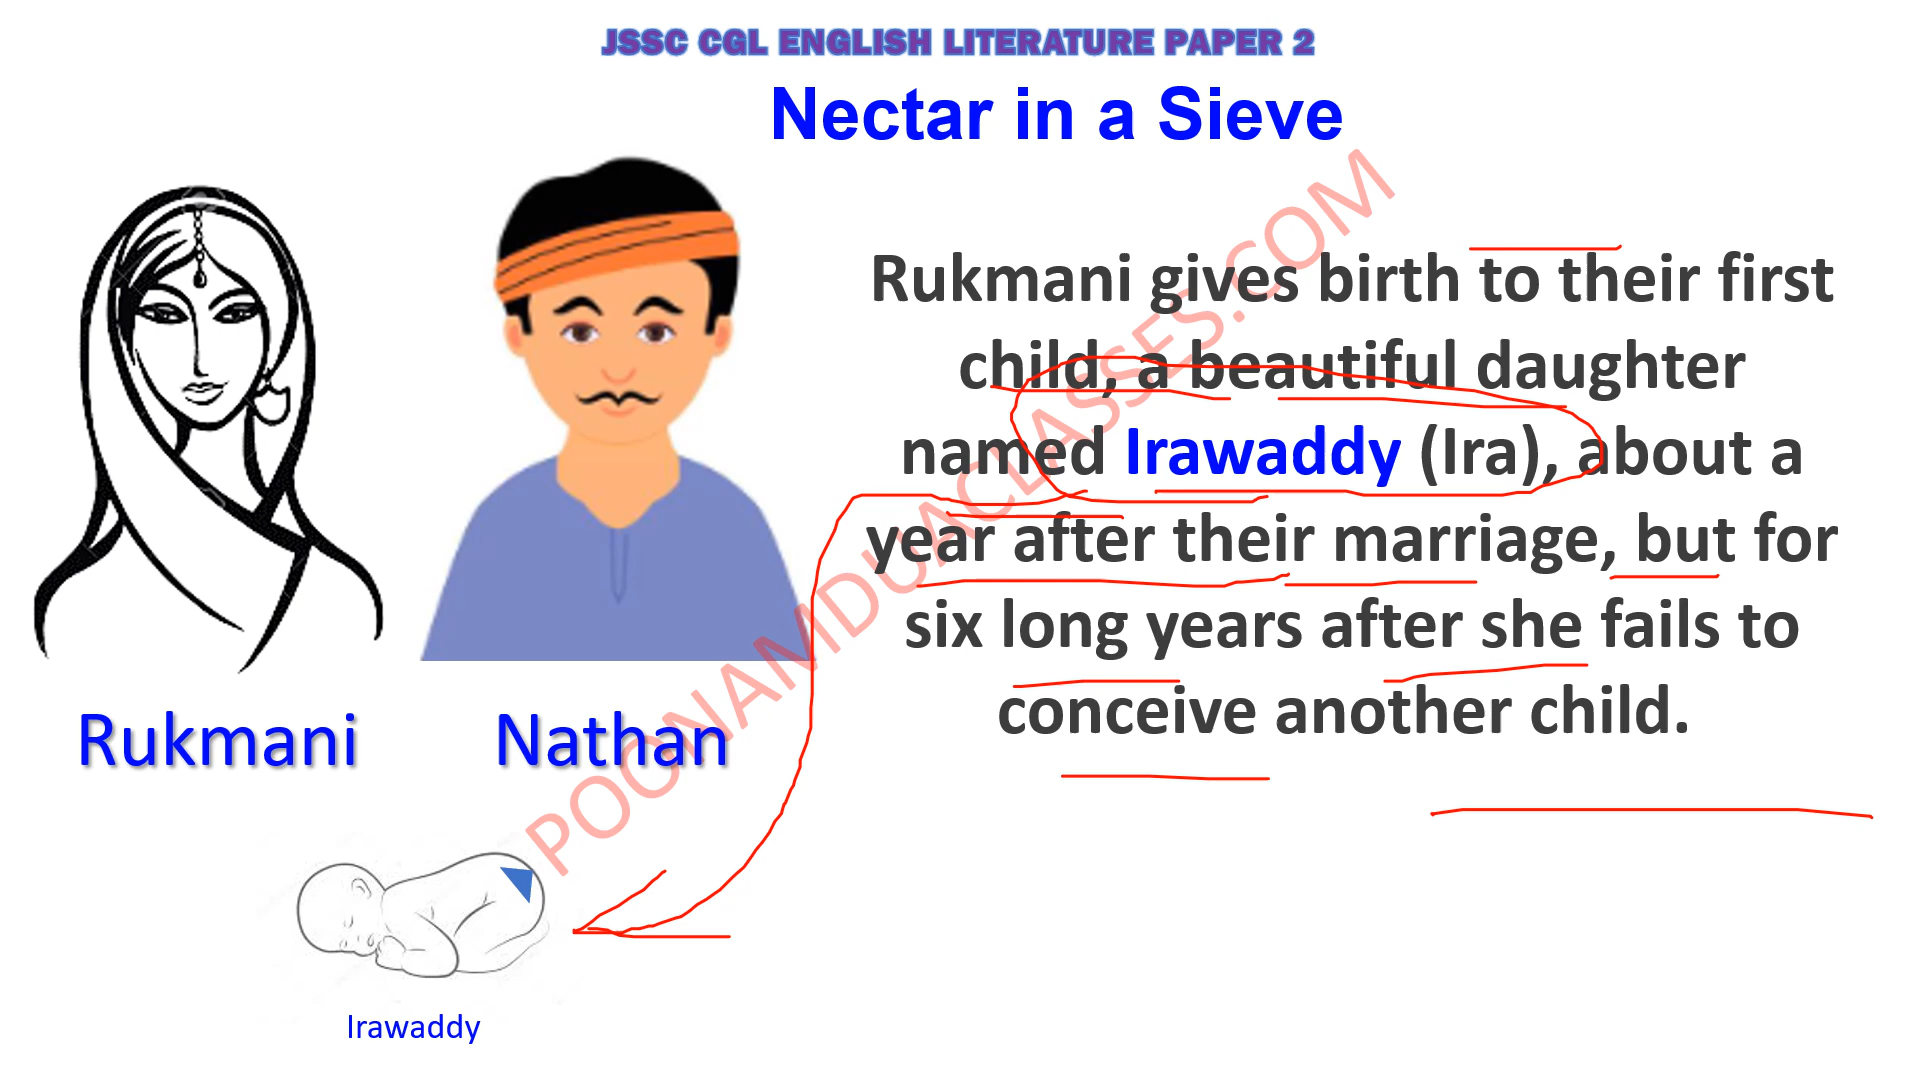 JSSC CGL ENGLISH LITERATURE PAPER 2
Nectar in a Sieve
Rukmani gives birth to their first
child, a beautiful daughter
named Irawaddy (Ira), about a
year after their marriage, but for
six long years after she fails to
conceive another child.
Rukmani
Nathan
Irawaddy
POONAMDUACLASSES.COM